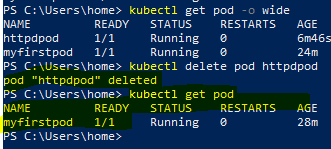 PS C:\Users\home> kubectl get pod -o wide
NAME READY STATUS RESTARTS AGE
httpdpod 1/1 Running 0 6m46s
myfirstpod 1/1 Running 0 24m
PS C:\Users\home> kubectl delete pod httpdpod
pod "httpdpod" deleted
PS C:\Users\home> kubectl get pod
NAME READY STATUS RESTARTS AGE
myfirstpod 1/1 Running 0 28m
PS C:\Users\home>